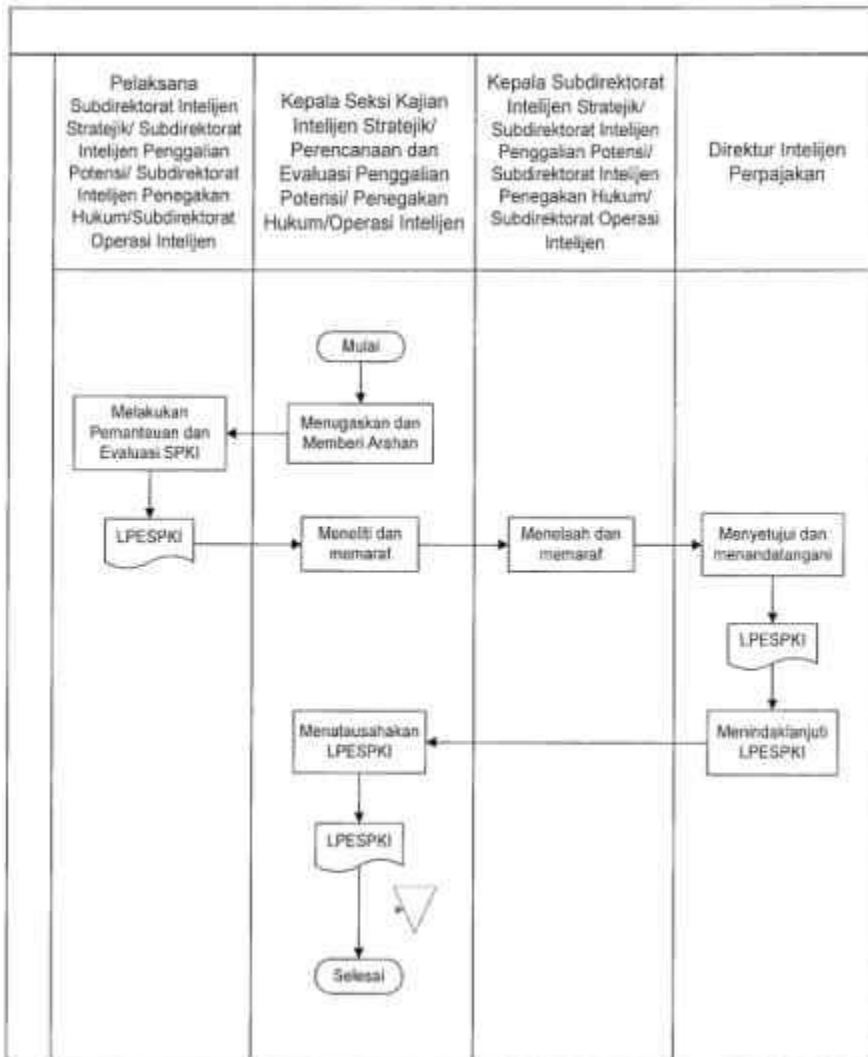 Pelaksana
Subdirektorat Intelijen
Stratejik/ Subdirektorat
Intelijen Penggalian
Potensi/ Subdirektorat
Intelijen Penegakan
Hukum/Subdirektorat
Operasi Intelijen
Kepala Seksi Kajian
Intelijen Stratejik/
Perencanaan dan
Evaluasi Penggalian
Potensi/ Penegakan
Hukum/Operasi Intelijen
Kepala Subdirektorat
Intelijen Stratejik/
Subdirektorat Intelijen
Penggalian Potensi/
Subdirektorat Intelijen
Penegakan Hukum/
Subdirektorat Operasi
Intelijen
Direktur Intelijen
Perpajakan
Mulai
Menugaskan dan
Memberi Arahan
Melakukan
Pemantauan dan
Evaluasi SPKI
LPESPKI
Meneliti dan
memaraf
Menelaah dan
memaraf
Menyetujui dan
menandatangani
LPESPKI
Menindaklanjuti
LPESPKI
Menatausahakan
LPESPKI
LPESPKI
Selesai